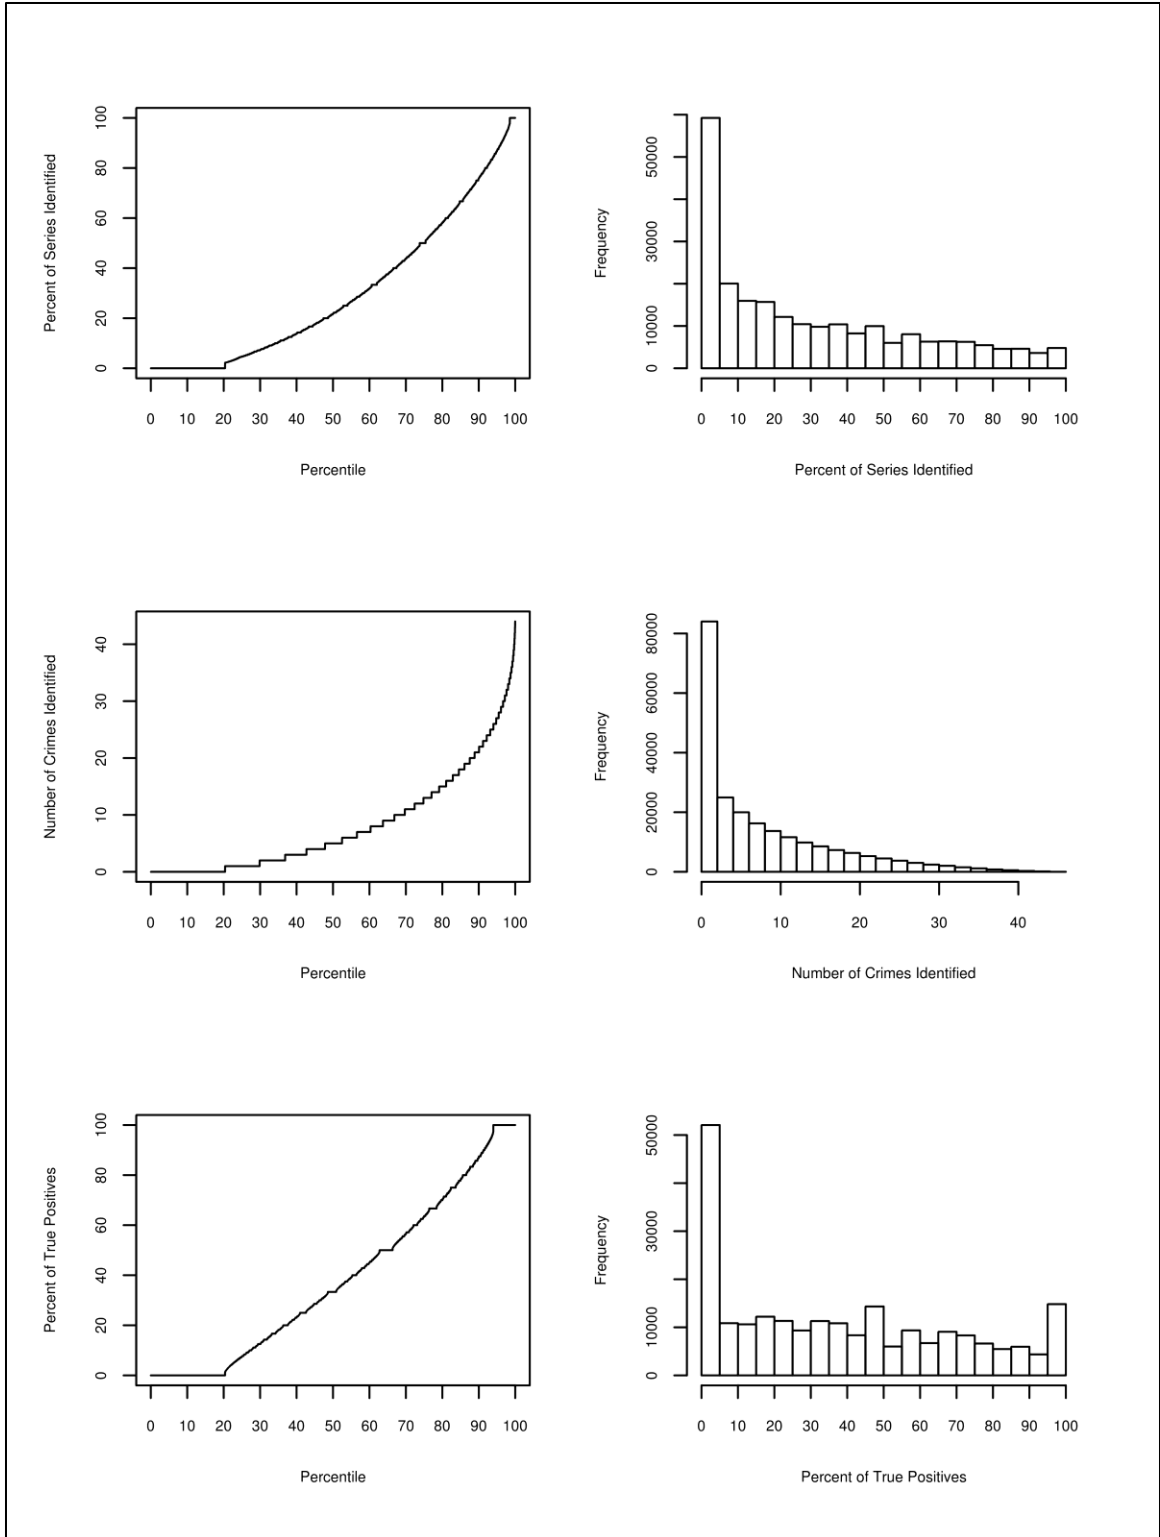 Percent of Series Identified
0 20 40 60 80 100
0 10 20 30 40 50 60 70 80 90 100
Percentile
Frequency
0 10000 30000 50000
0 10 20 30 40 50 60 70 80 90 100
Percent of Series Identified
Number of Crimes Identified
0 10 20 30 40
0 10 20 30 40 50 60 70 80 90 100
Percentile
Frequency
0 20000 40000 60000 80000
0 10 20 30 40
Number of Crimes Identified
Percent of True Positives
0 20 40 60 80 100
0 10 20 30 40 50 60 70 80 90 100
Percentile
Frequency
0 10000 30000 50000
0 10 20 30 40 50 60 70 80 90 100
Percent of True Positives